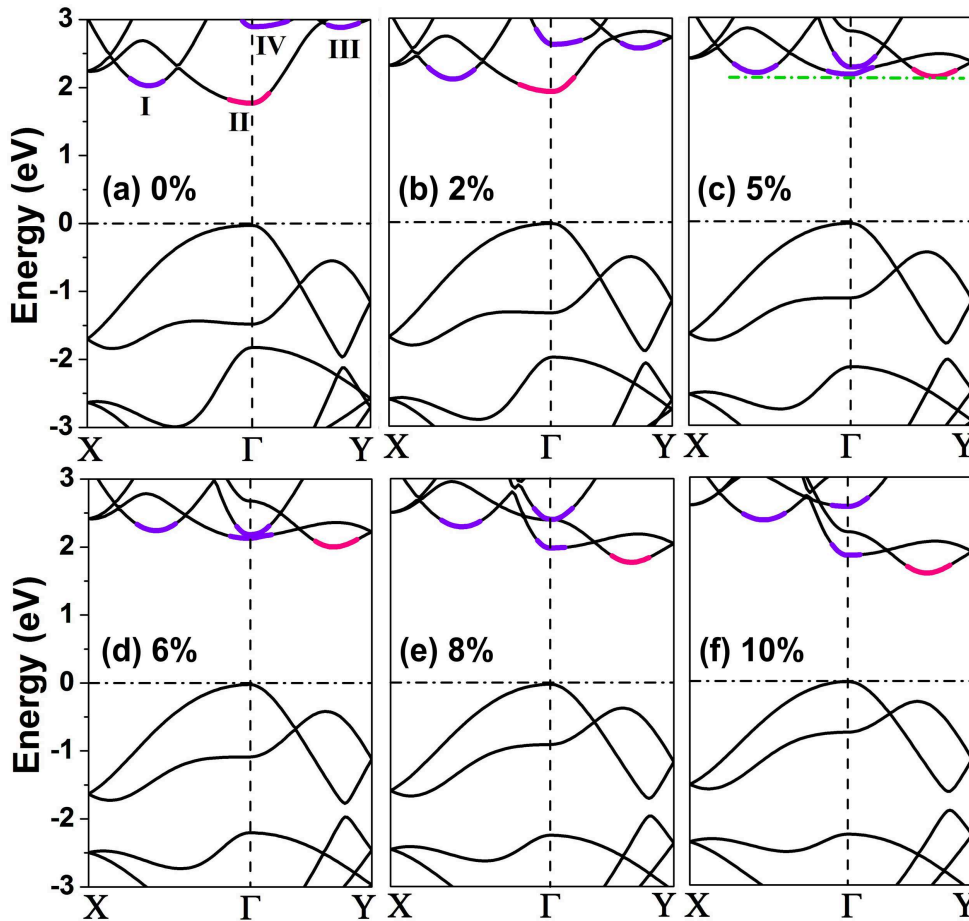 3
2
1
0
-1
-2
-3
Energy (eV)
I
II
III
IV
(a) 0%
X
Γ
Y
(b) 2%
X
Γ
Y
(c) 5%
X
Γ
Y
3
2
1
0
-1
-2
-3
Energy (eV)
(d) 6%
X
Γ
Y
(e) 8%
X
Γ
Y
(f) 10%
X
Γ
Y